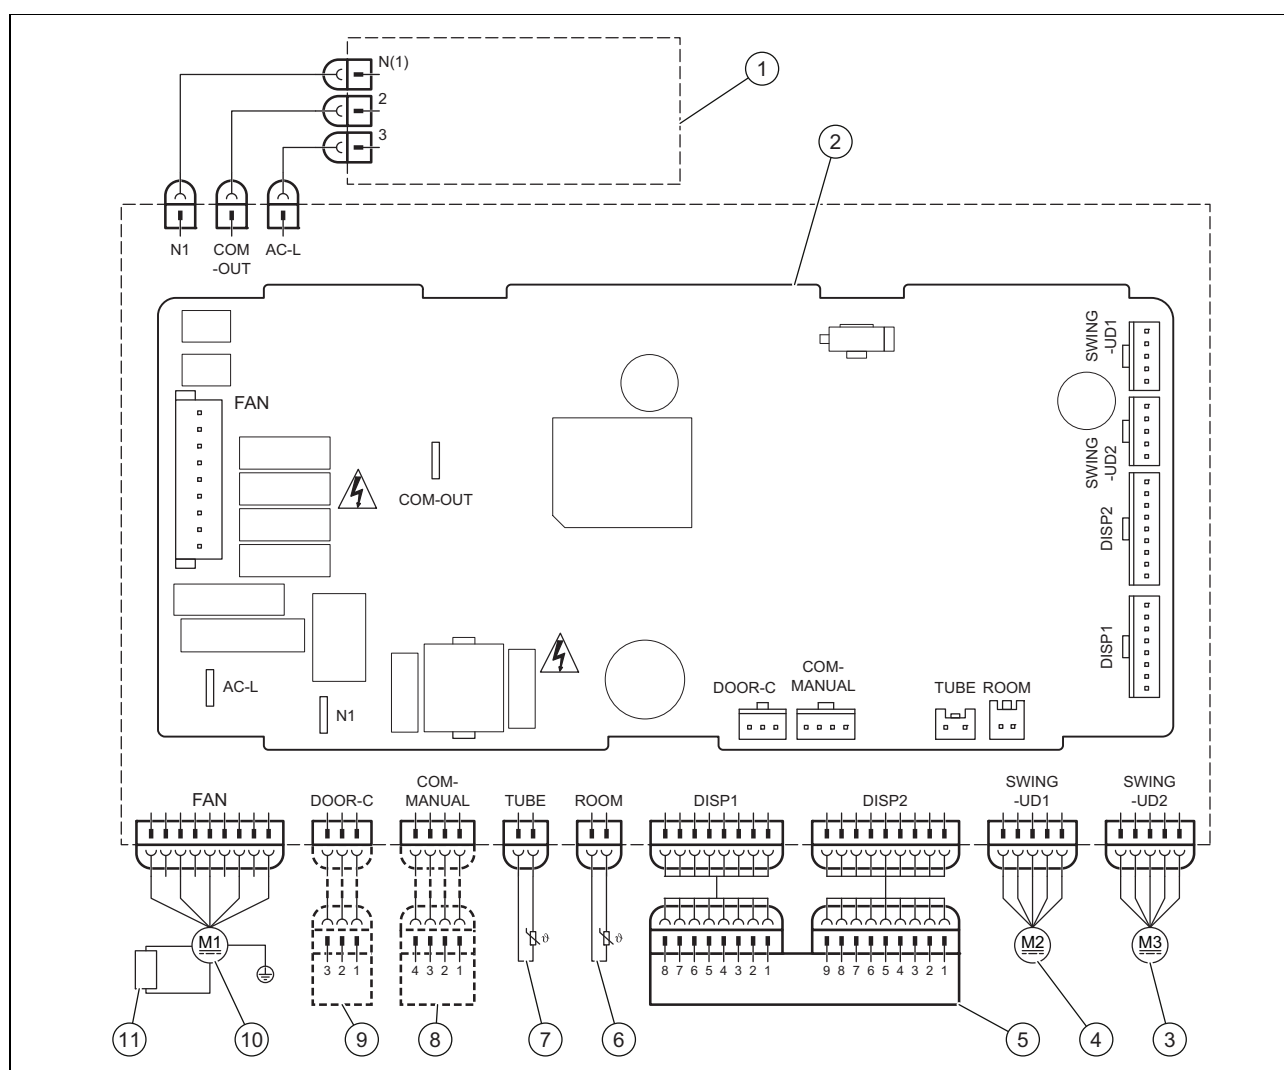 N(1)
1
2
3
2
N1
COM
-OUT
AC-L
SWING
-UD1
FAN
SWING
-UD2
COM-OUT
DISP2
DISP1
AC-L
N1
DOOR-C
COM-
MANUAL
TUBE
ROOM
FAN
DOOR-C
COM-
MANUAL
TUBE
ROOM
DISP1
DISP2
SWING
-UD1
SWING
-UD2
M1
ϑ
ϑ
M2
M3
3 2 1
4 3 2 1
8 7 6 5 4 3 2 1
9 8 7 6 5 4 3 2 1
11
10
9
8
7
6
5
4
3